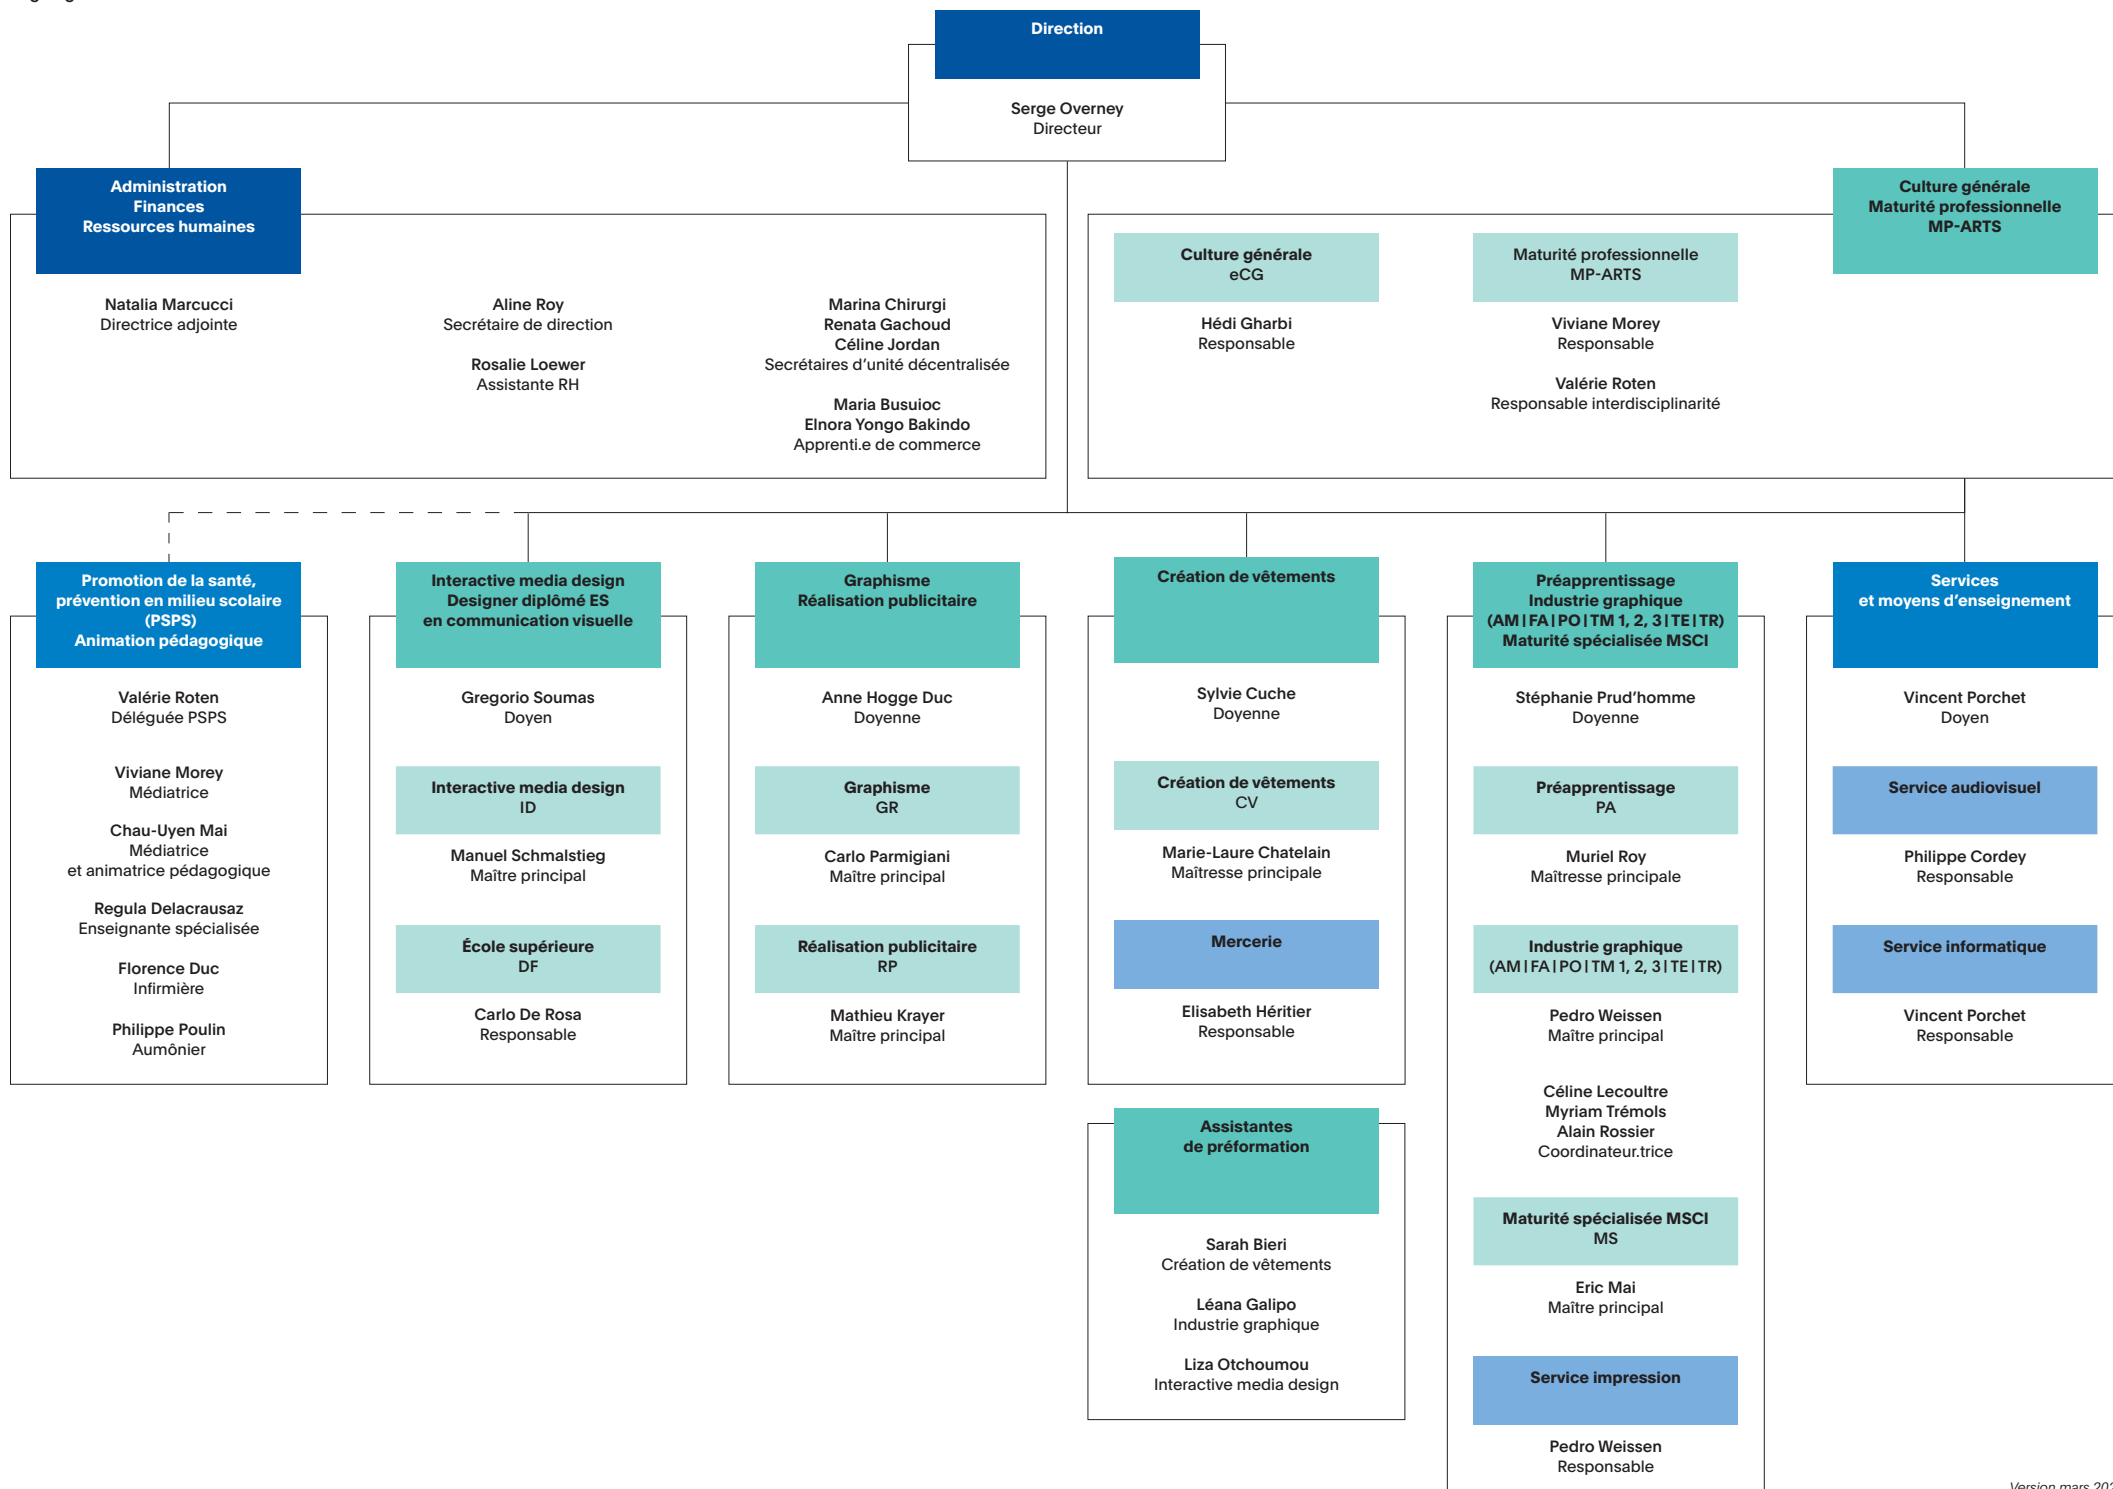 Direction
Serge Overney
Directeur
Administration
Finances
Ressources humaines
Natalia Marcucci
Directrice adjointe
Aline Roy
Secrétaire de direction
Rosalie Loewer
Assistante RH
Marina Chirurgi
Renata Gachoud
Céline Jordan
Secrétaires d’unité décentralisée
Maria Busuioc
Elnora Yongo Bakindo
Apprenti.e de commerce
Culture générale
Maturité professionnelle
MP-ARTS
Culture générale
eCG
Hédi Gharbi
Responsable
Maturité professionnelle
MP-ARTS
Viviane Morey
Responsable
Valérie Roten
Responsable interdisciplinarité
Promotion de la santé,
prévention en milieu scolaire
(PSPS)
Animation pédagogique
Valérie Roten
Déléguée PSPS
Viviane Morey
Médiatrice
Chau-Uyen Mai
Médiatrice
et animatrice pédagogique
Regula Delacrausaz
Enseignante spécialisée
Florence Duc
Infirmière
Philippe Poulin
Aumônier
Interactive media design
Designer diplômé ES
en communication visuelle
Gregorio Soumas
Doyen
Interactive media design
ID
Manuel Schmalstieg
Maître principal
École supérieure
DF
Carlo De Rosa
Responsable
Graphisme
Réalisation publicitaire
Anne Hogge Duc
Doyenne
Graphisme
GR
Carlo Parmigiani
Maître principal
Réalisation publicitaire
RP
Mathieu Krayer
Maître principal
Création de vêtements
Sylvie Cuche
Doyenne
Création de vêtements
CV
Marie-Laure Chatelain
Maîtresse principale
Mercerie
Elisabeth Héritier
Responsable
Assistantes
de préformation
Sarah Bieri
Création de vêtements
Léana Galipo
Industrie graphique
Liza Otchoumou
Interactive media design
Préapprentissage
Industrie graphique
(AM | FA | PO | TM 1, 2, 3 | TE | TR)
Maturité spécialisée MSCI
Stéphanie Prud’homme
Doyenne
Préapprentissage
PA
Muriel Roy
Maîtresse principale
Industrie graphique
(AM | FA | PO | TM 1, 2, 3 | TE | TR)
Pedro Weissen
Maître principal
Céline Lecoultre
Myriam Trémols
Alain Rossier
Coordinateur.trice
Maturité spécialisée MSCI
MS
Eric Mai
Maître principal
Service impression
Pedro Weissen
Responsable
Services
et moyens d’enseignement
Vincent Porchet
Doyen
Service audiovisuel
Philippe Cordey
Responsable
Service informatique
Vincent Porchet
Responsable
Version mars